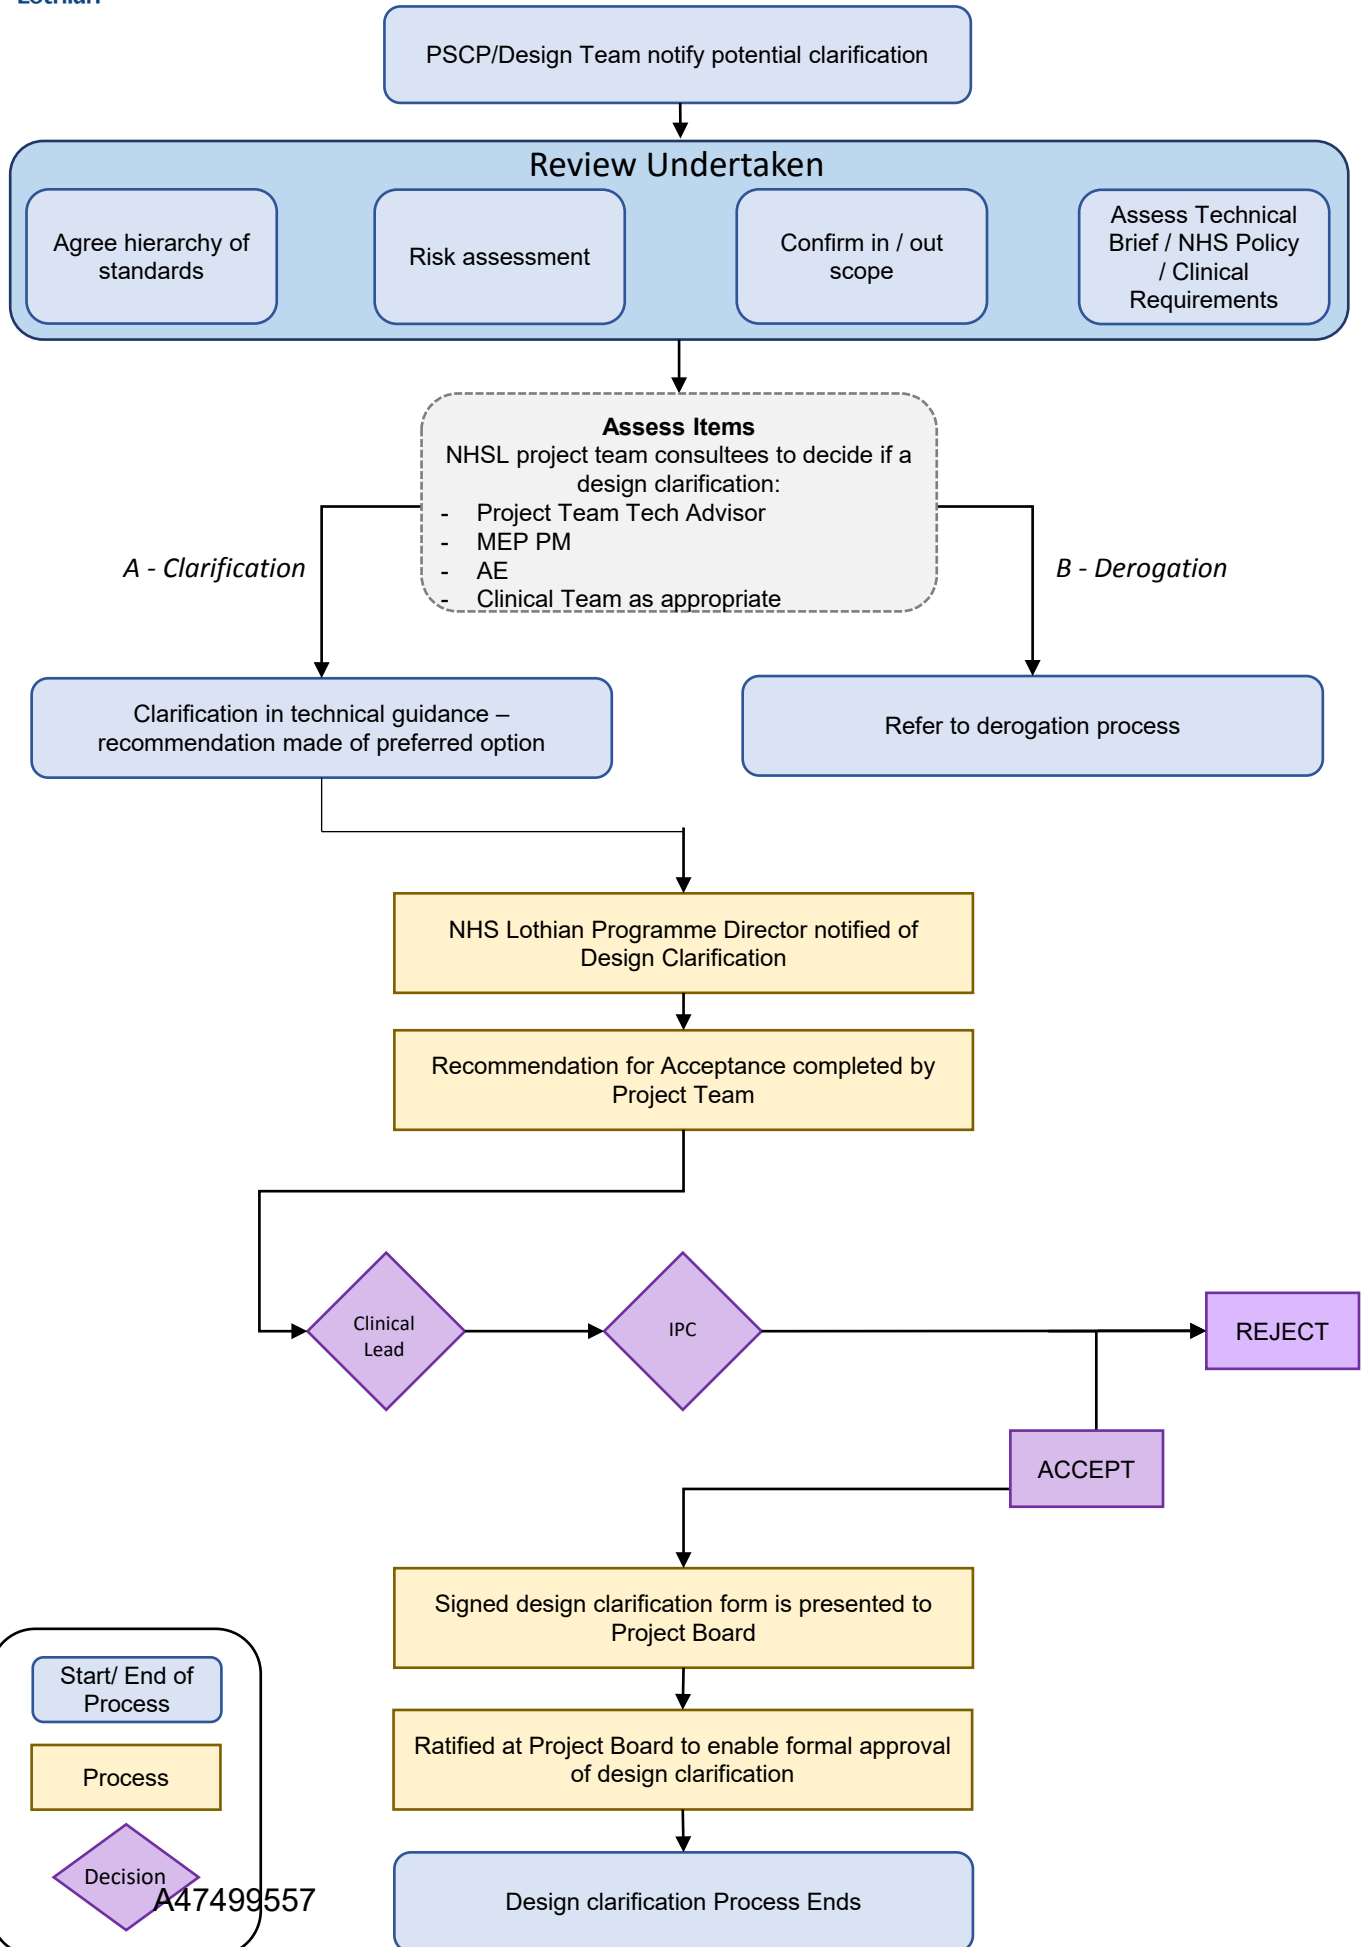 Lothian
PSCP/Design Team notify potential clarification
Review Undertaken
Agree hierarchy of
standards
Risk assessment
Confirm in / out
scope
Assess Technical
Brief / NHS Policy
/ Clinical
Requirements
Assess Items
NHSL project team consultees to decide if a
design clarification:
- Project Team Tech Advisor
- MEP PM
- AE
- Clinical Team as appropriate
A - Clarification
B - Derogation
Clarification in technical guidance –
recommendation made of preferred option
Refer to derogation process
NHS Lothian Programme Director notified of
Design Clarification
Recommendation for Acceptance completed by
Project Team
Clinical
Lead
IPC
REJECT
ACCEPT
Signed design clarification form is presented to
Project Board
Ratified at Project Board to enable formal approval
of design clarification
Design clarification Process Ends
Start/ End of
Process
Process
Decision
A47499557